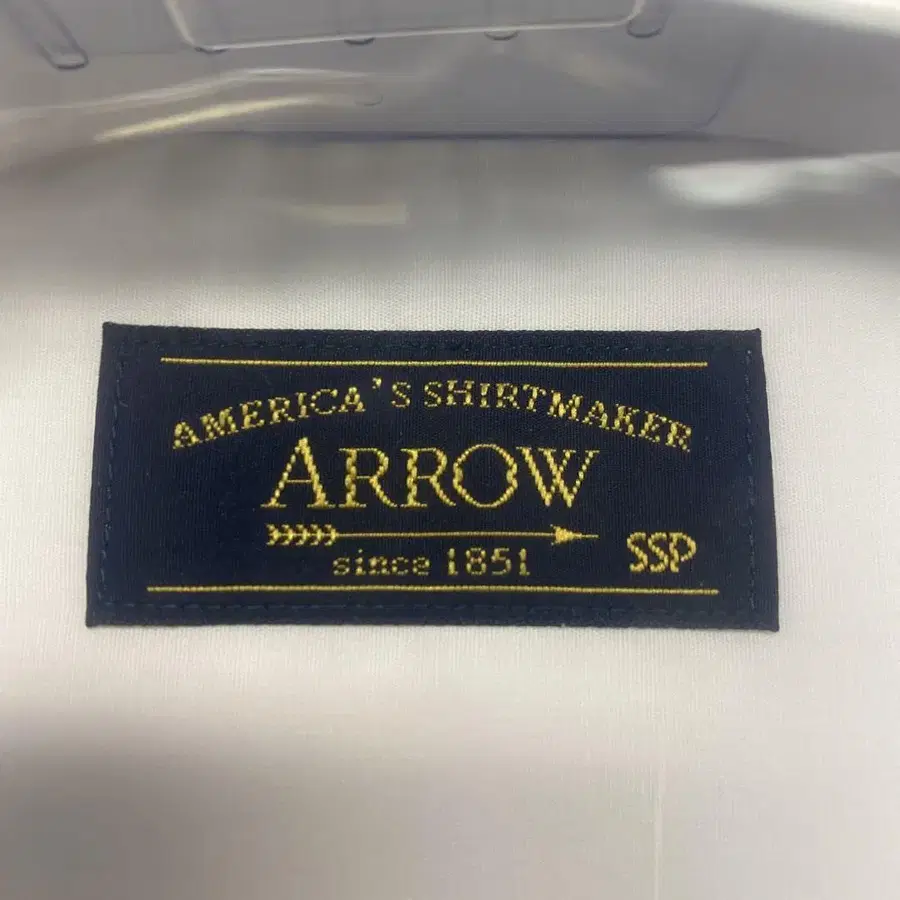 AMERICA'S SHIRTMAKER
ARROW
since 1851
SSP